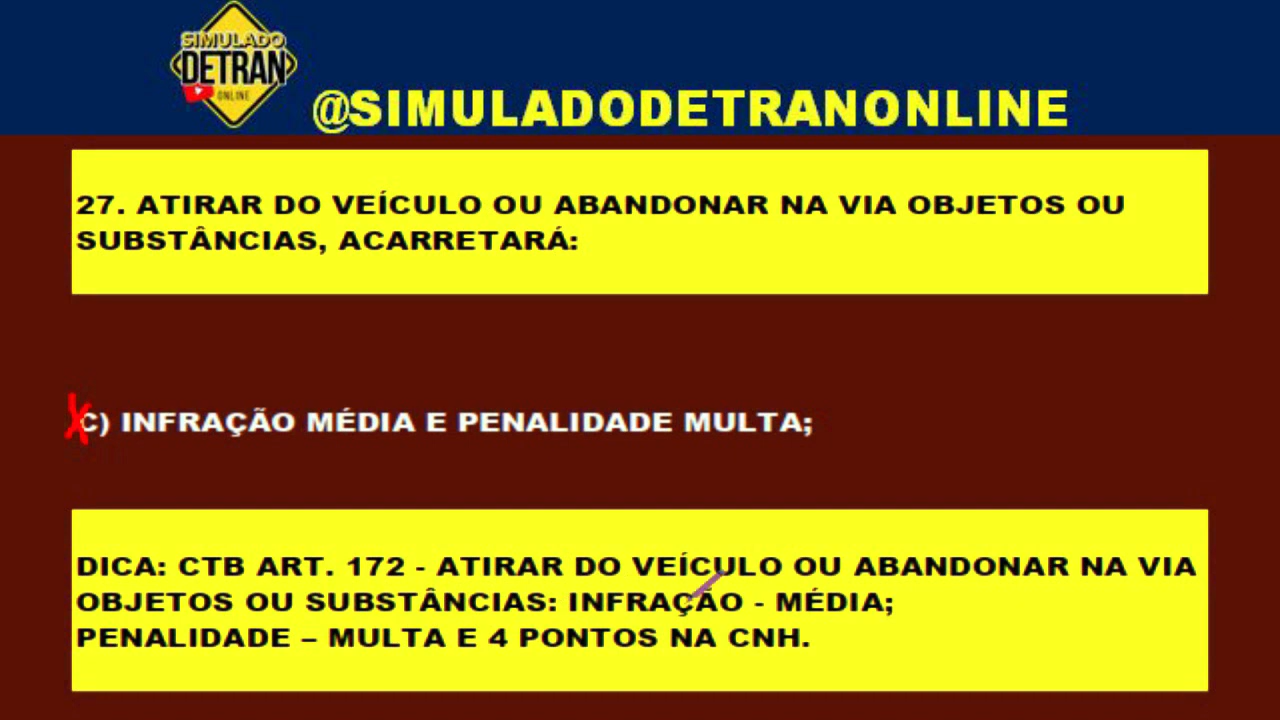 SIMULADO
DETRAN
ONLINE
@SIMULADODETRANONLINE
27. ATIRAR DO VEÍCULO OU ABANDONAR NA VIA OBJETOS OU
SUBSTÂNCIAS, ACARRETARÁ:
C) INFRAÇÃO MÉDIA E PENALIDADE MULTA;
DICA: CTB ART. 172 - ATIRAR DO VEÍCULO OU ABANDONAR NA VIA
OBJETOS OU SUBSTÂNCIAS: INFRAÇÃO - MÉDIA;
PENALIDADE – MULTA E 4 PONTOS NA CNH.